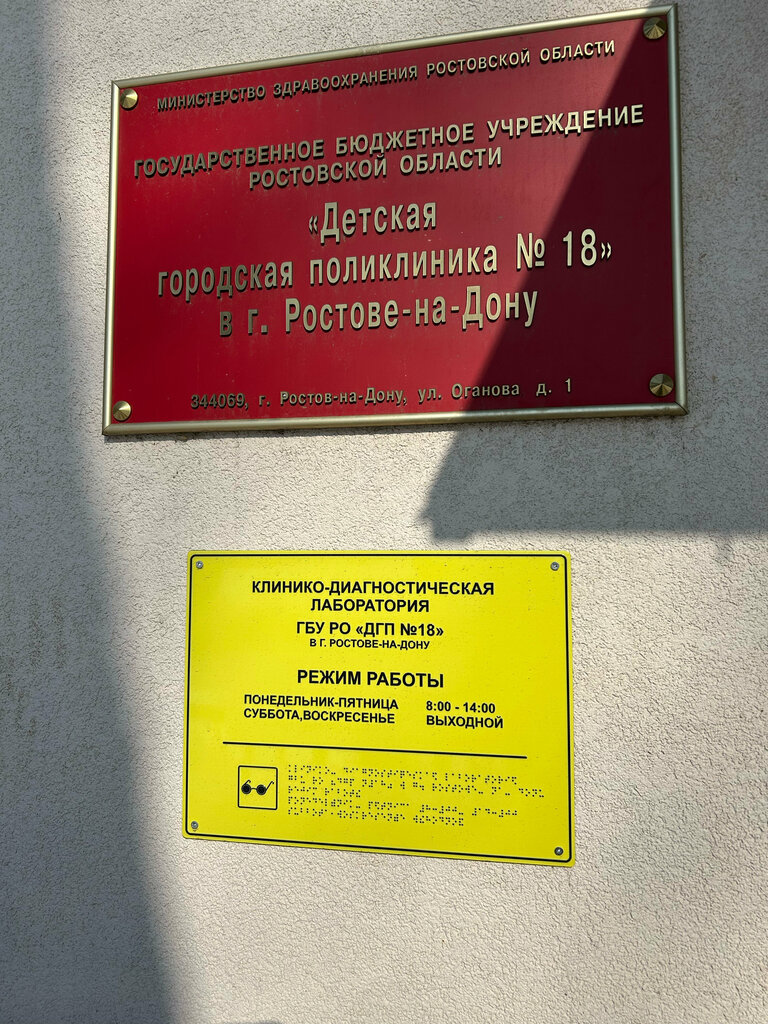 МИНИСТЕРСТВО ЗДРАВООХРАНЕНИЯ РОСТОВСКОЙ ОБЛАСТИ
ГОСУДАРСТВЕННОЕ БЮДЖЕТНОЕ УЧРЕЖДЕНИЕ
РОСТОВСКОЙ ОБЛАСТИ
«Детская
городская поликлиника № 18»
в г. Ростове-на-Дону
344069, г. Ростов-на-Дону, ул. Оганова д. 1
КЛИНИКО-ДИАГНОСТИЧЕСКАЯ
ЛАБОРАТОРИЯ
ГБУ РО «ДГП №18»
В Г. РОСТОВЕ-НА-ДОНУ
РЕЖИМ РАБОТЫ
ПОНЕДЕЛЬНИК-ПЯТНИЦА 8:00 - 14:00
СУББОТА,ВОСКРЕСЕНЬЕ ВЫХОДНОЙ